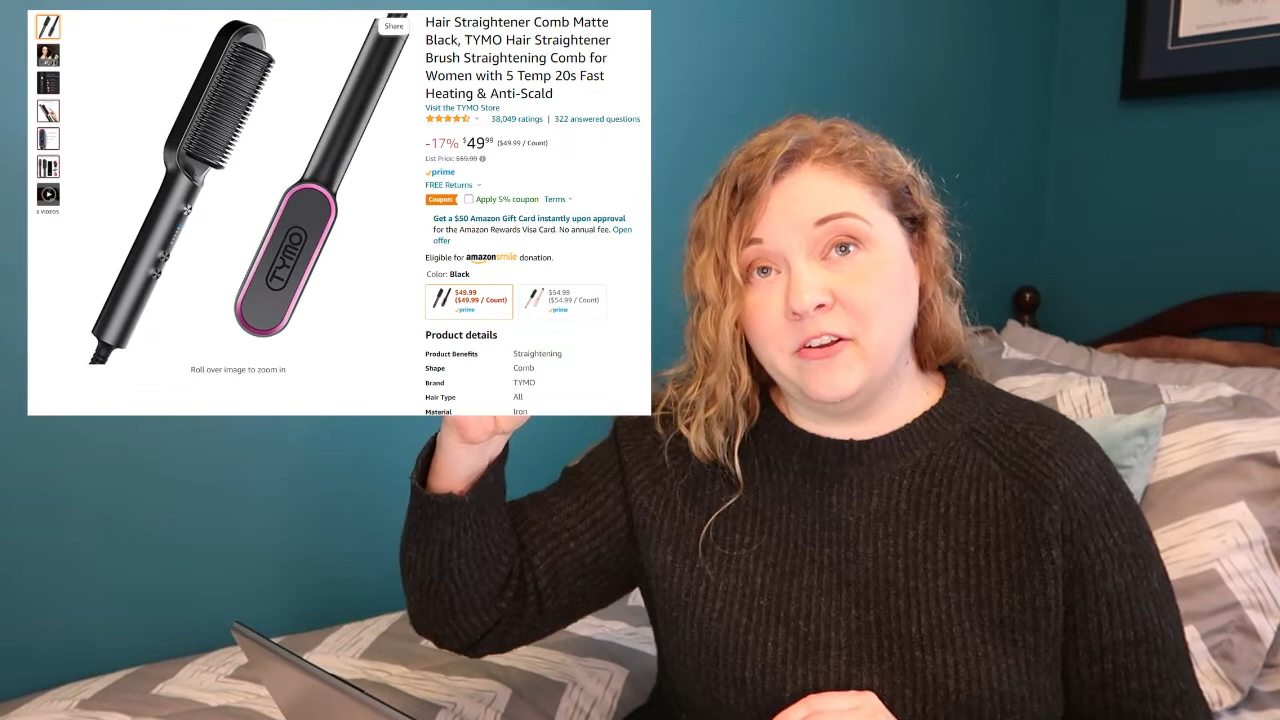 Share
6 VIDEOS
TYMO
Roll over image to zoom in
Hair Straightener Comb Matte
Black, TYMO Hair Straightener
Brush Straightening Comb for
Women with 5 Temp 20s Fast
Heating & Anti-Scald
Visit the TYMO Store
38,049 ratings | 322 answered questions
-17% $4999 ($49.99 / Count)
List Price: $59.99
prime
FREE Returns
Coupon: Apply 5% coupon Terms
Get a $50 Amazon Gift Card instantly upon approval
for the Amazon Rewards Visa Card. No annual fee. Open
offer
Eligible for amazonsmile donation.
Color: Black
$49.99
($49.99 / Count)
prime
$54.99
($54.99 / Count)
prime
Product details
Product Benefits Straightening
Shape Comb
Brand TYMO
Hair Type All
Material Iron